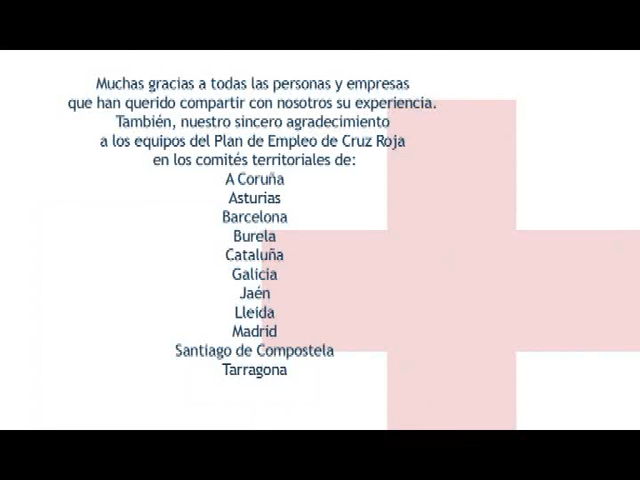 Muchas gracias a todas las personas y empresas
que han querido compartir con nosotros su experiencia.
También, nuestro sincero agradecimiento
a los equipos del Plan de Empleo de Cruz Roja
en los comités territoriales de:
A Coruña
Asturias
Barcelona
Burela
Cataluña
Galicia
Jaén
Lleida
Madrid
Santiago de Compostela
Tarragona